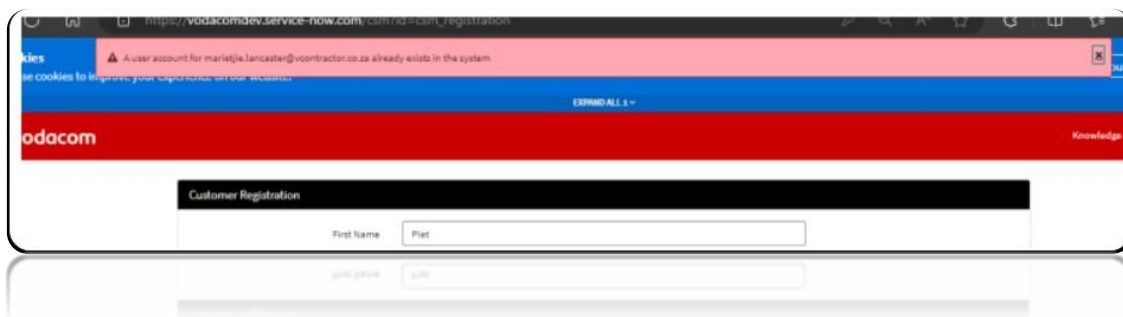 https://vodacomdev.service-now.com/csm?id=csm_registration
kies
A user account for marietjie.lancaster@vcontractor.co.za already exists in the system
se cookies to improve your experience on our website.
EXPAND ALL 1
odacom
Knowledge
Customer Registration
First Name
Piet